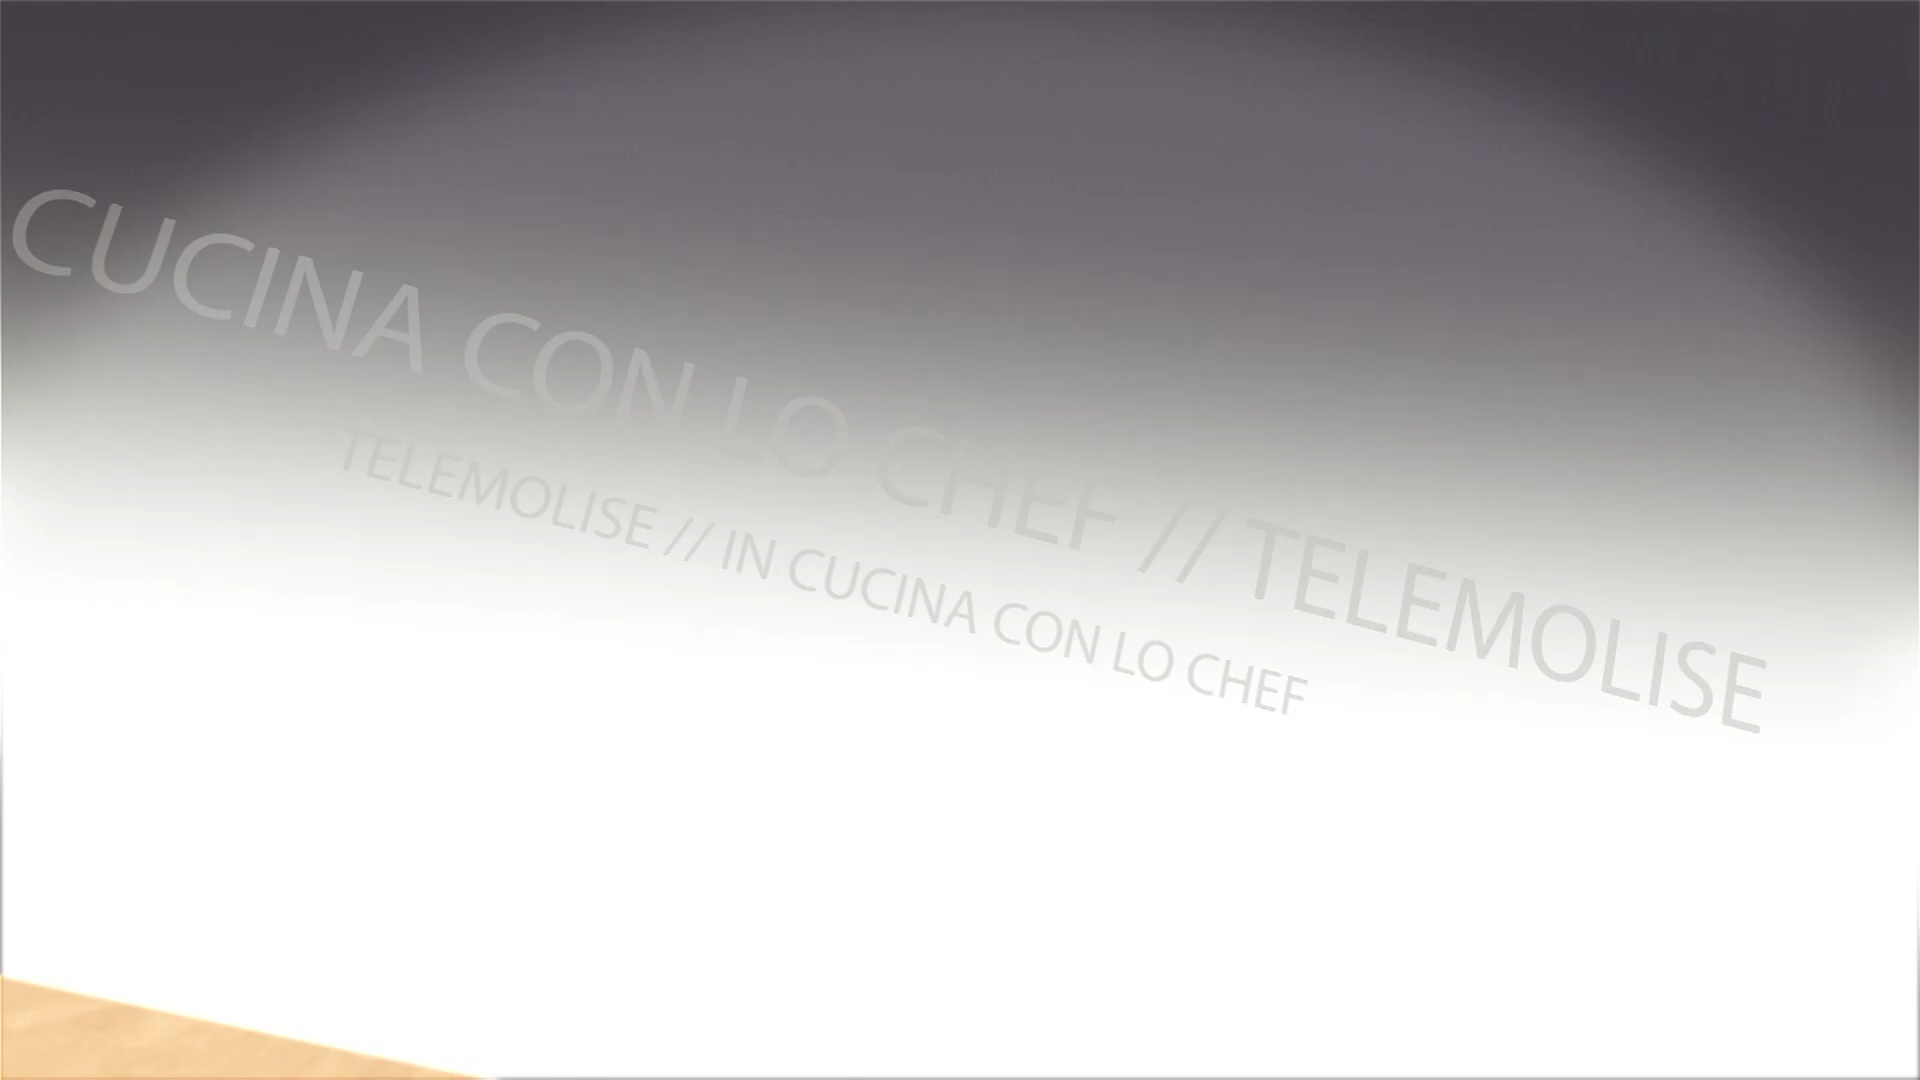 CUCINA CON LO CHEF // TELEMOLISE
TELEMOLISE // IN CUCINA CON LO CHEF